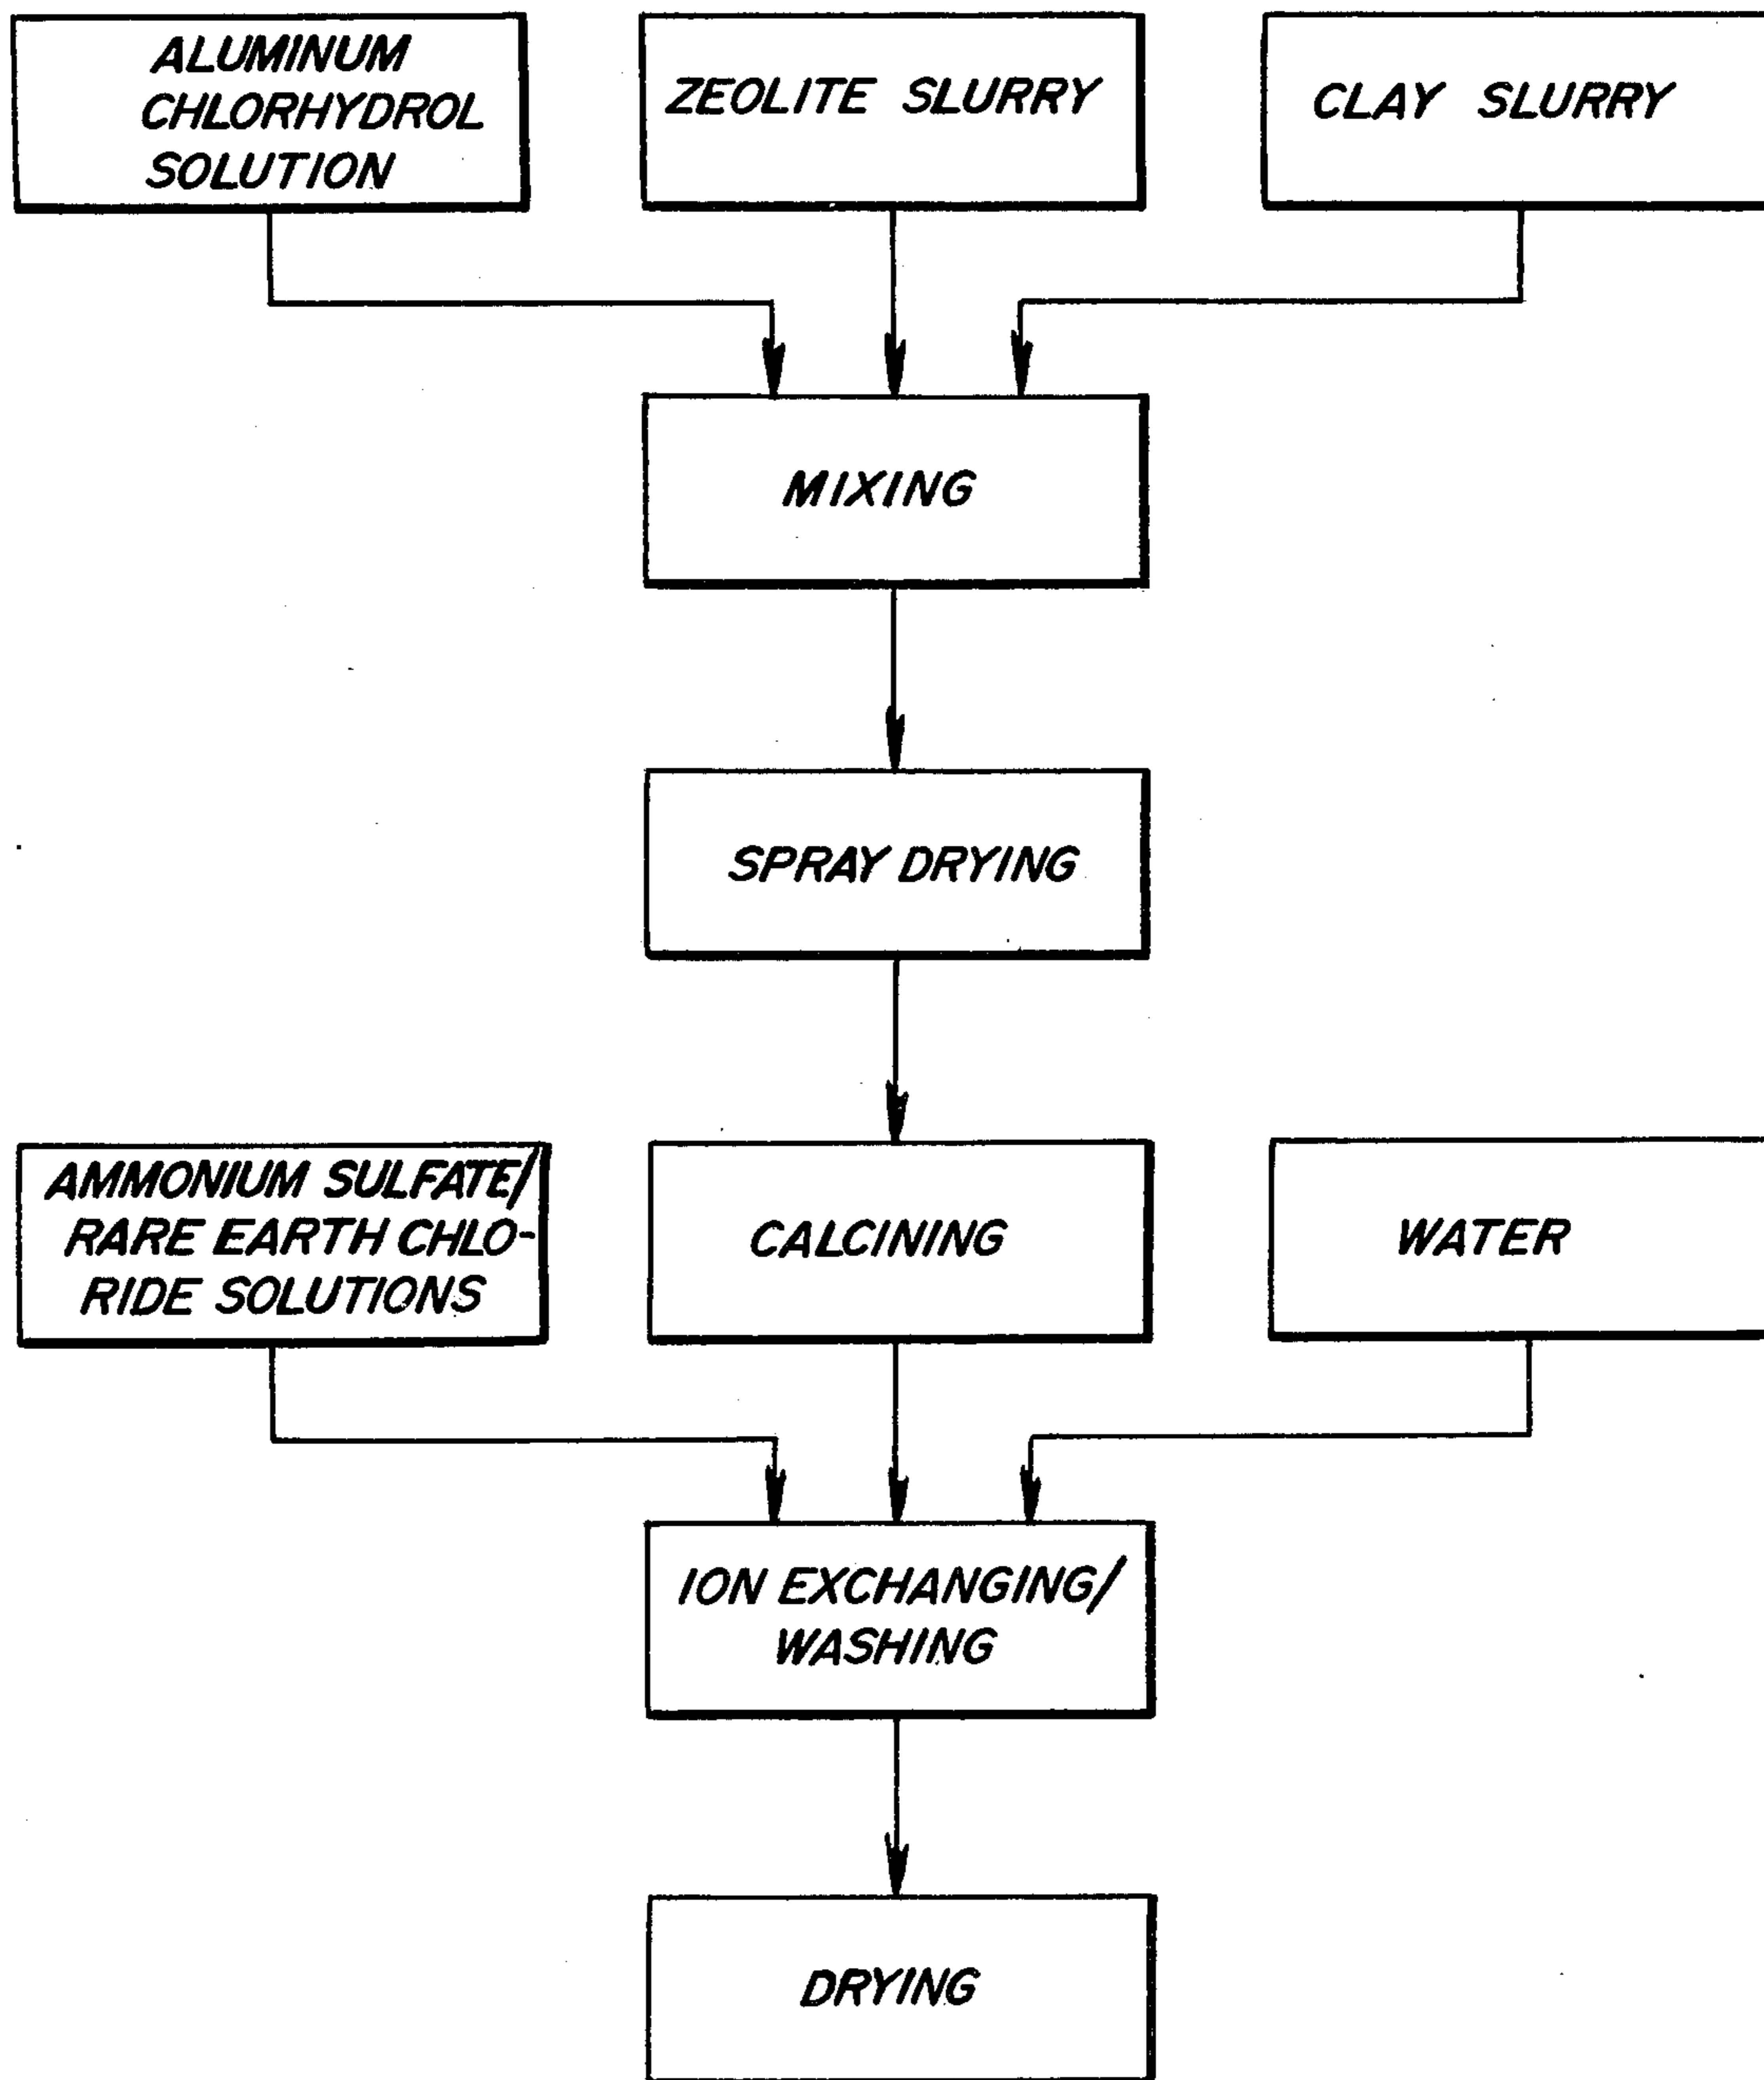 ALUMINUM
CHLORHYDROL
SOLUTION
ZEOLITE SLURRY
CLAY SLURRY
MIXING
SPRAY DRYING
AMMONIUM SULFATE/
RARE EARTH CHLO-
RIDE SOLUTIONS
CALCINING
WATER
ION EXCHANGING/
WASHING
DRYING